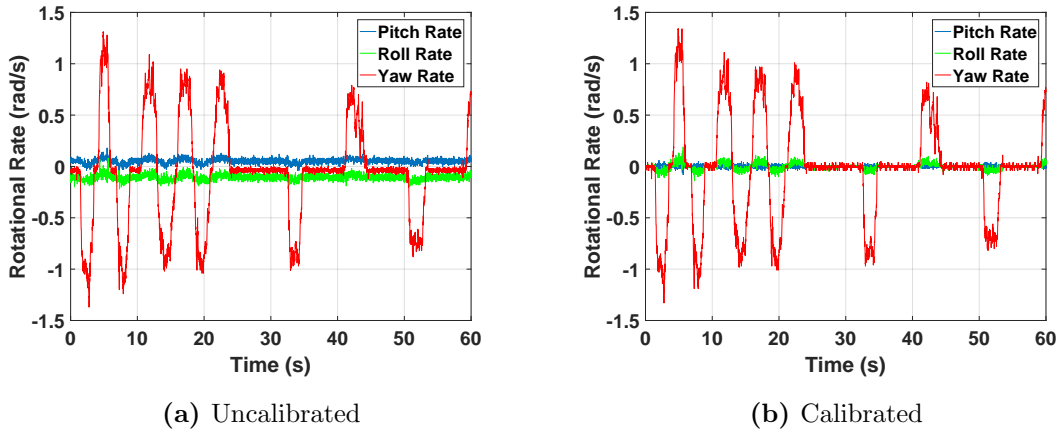 1.5
1
0.5
0
-0.5
-1
-1.5
Rotational Rate (rad/s)
Pitch Rate
Roll Rate
Yaw Rate
0 10 20 30 40 50 60
Time (s)
(a) Uncalibrated
1.5
1
0.5
0
-0.5
-1
-1.5
Rotational Rate (rad/s)
Pitch Rate
Roll Rate
Yaw Rate
0 10 20 30 40 50 60
Time (s)
(b) Calibrated